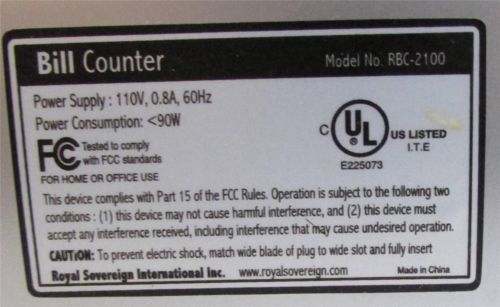 Bill Counter Model No. RBC-2100
Power Supply : 110V, 0.8A, 60Hz
Power Consumption: <90W
FC Tested to comply
with FCC standards
FOR HOME OR OFFICE USE
C UL US LISTED
I.T.E
E225073
This device complies with Part 15 of the FCC Rules. Operation is subject to the following two
conditions : (1) this device may not cause harmful interference, and (2) this device must
accept any interference received, including interference that may cause undesired operation.
CAUTION: To prevent electric shock, match wide blade of plug to wide slot and fully insert
Royal Sovereign International Inc. www.royalsovereign.com Made in China